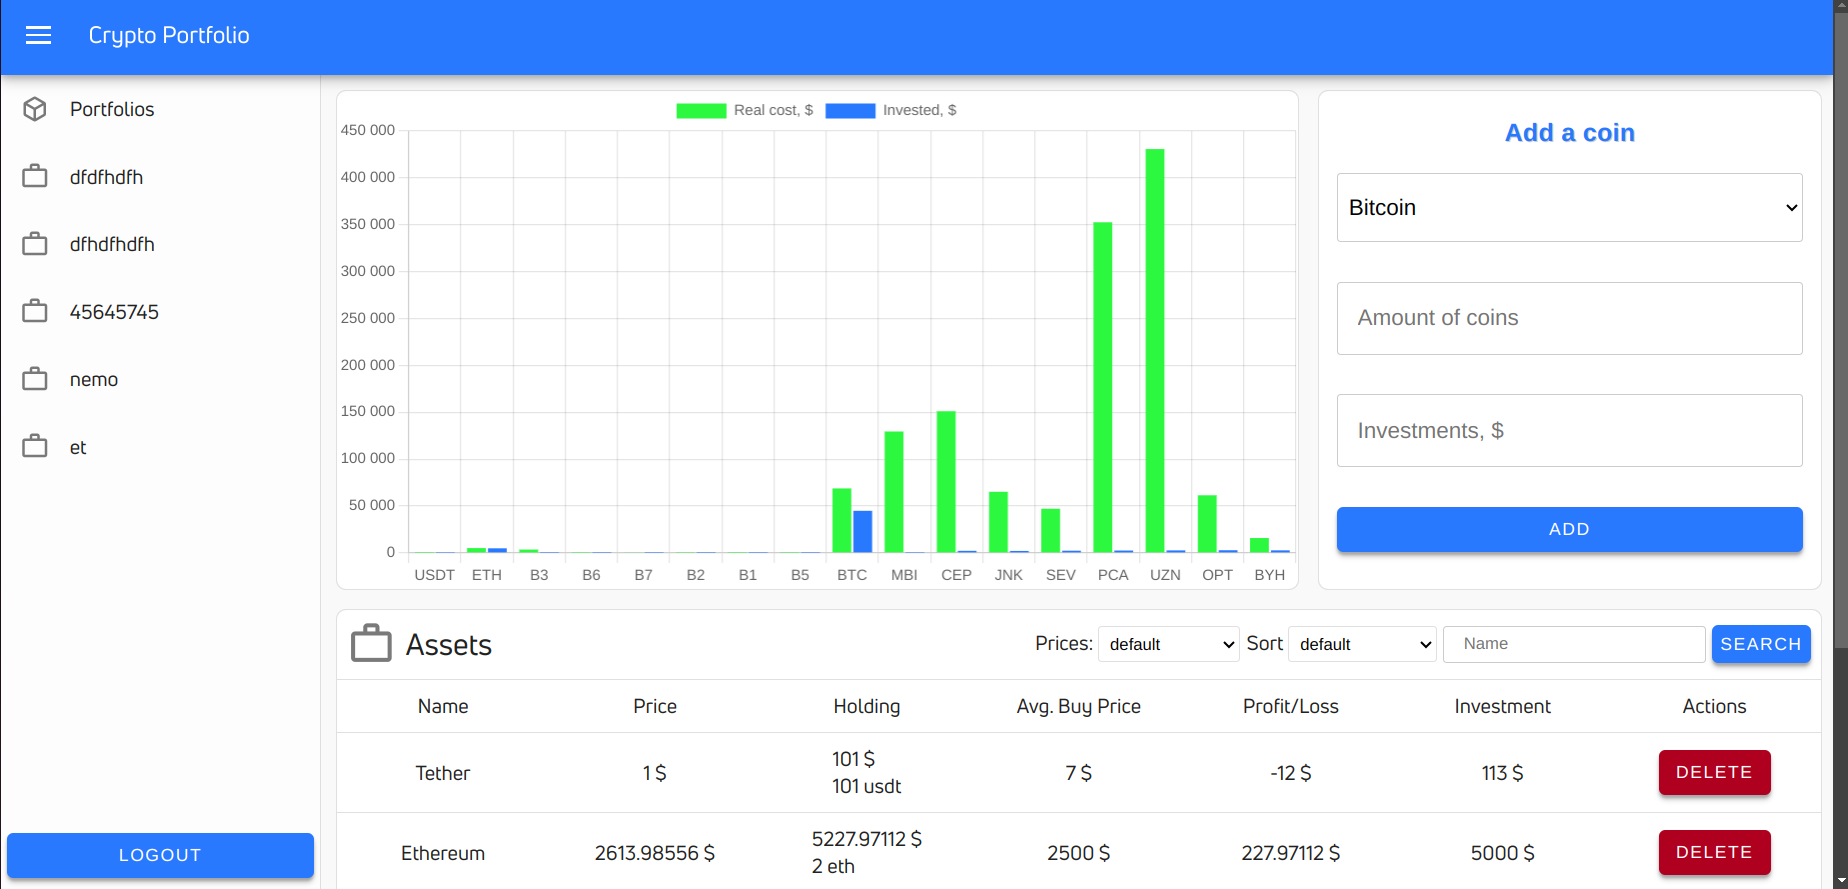 Crypto Portfolio
Portfolios
dfdfhdfh
dfhdfhdfh
45645745
nemo
et
LOGOUT
Real cost, $ Invested, $
450 000
400 000
350 000
300 000
250 000
200 000
150 000
100 000
50 000
0
USDT ETH B3 B6 B7 B2 B1 B5 BTC MBI CEP JNK SEV PCA UZN OPT BYH
Add a coin
Bitcoin
Amount of coins
Investments, $
ADD
Assets Prices: default Sort default Name SEARCH
Name Price Holding Avg. Buy Price Profit/Loss Investment Actions
Tether 1 $ 101 $ 7 $ -12 $ 113 $ DELETE
101 usdt
Ethereum 2613.98556 $ 5227.97112 $ 2500 $ 227.97112 $ 5000 $ DELETE
2 eth